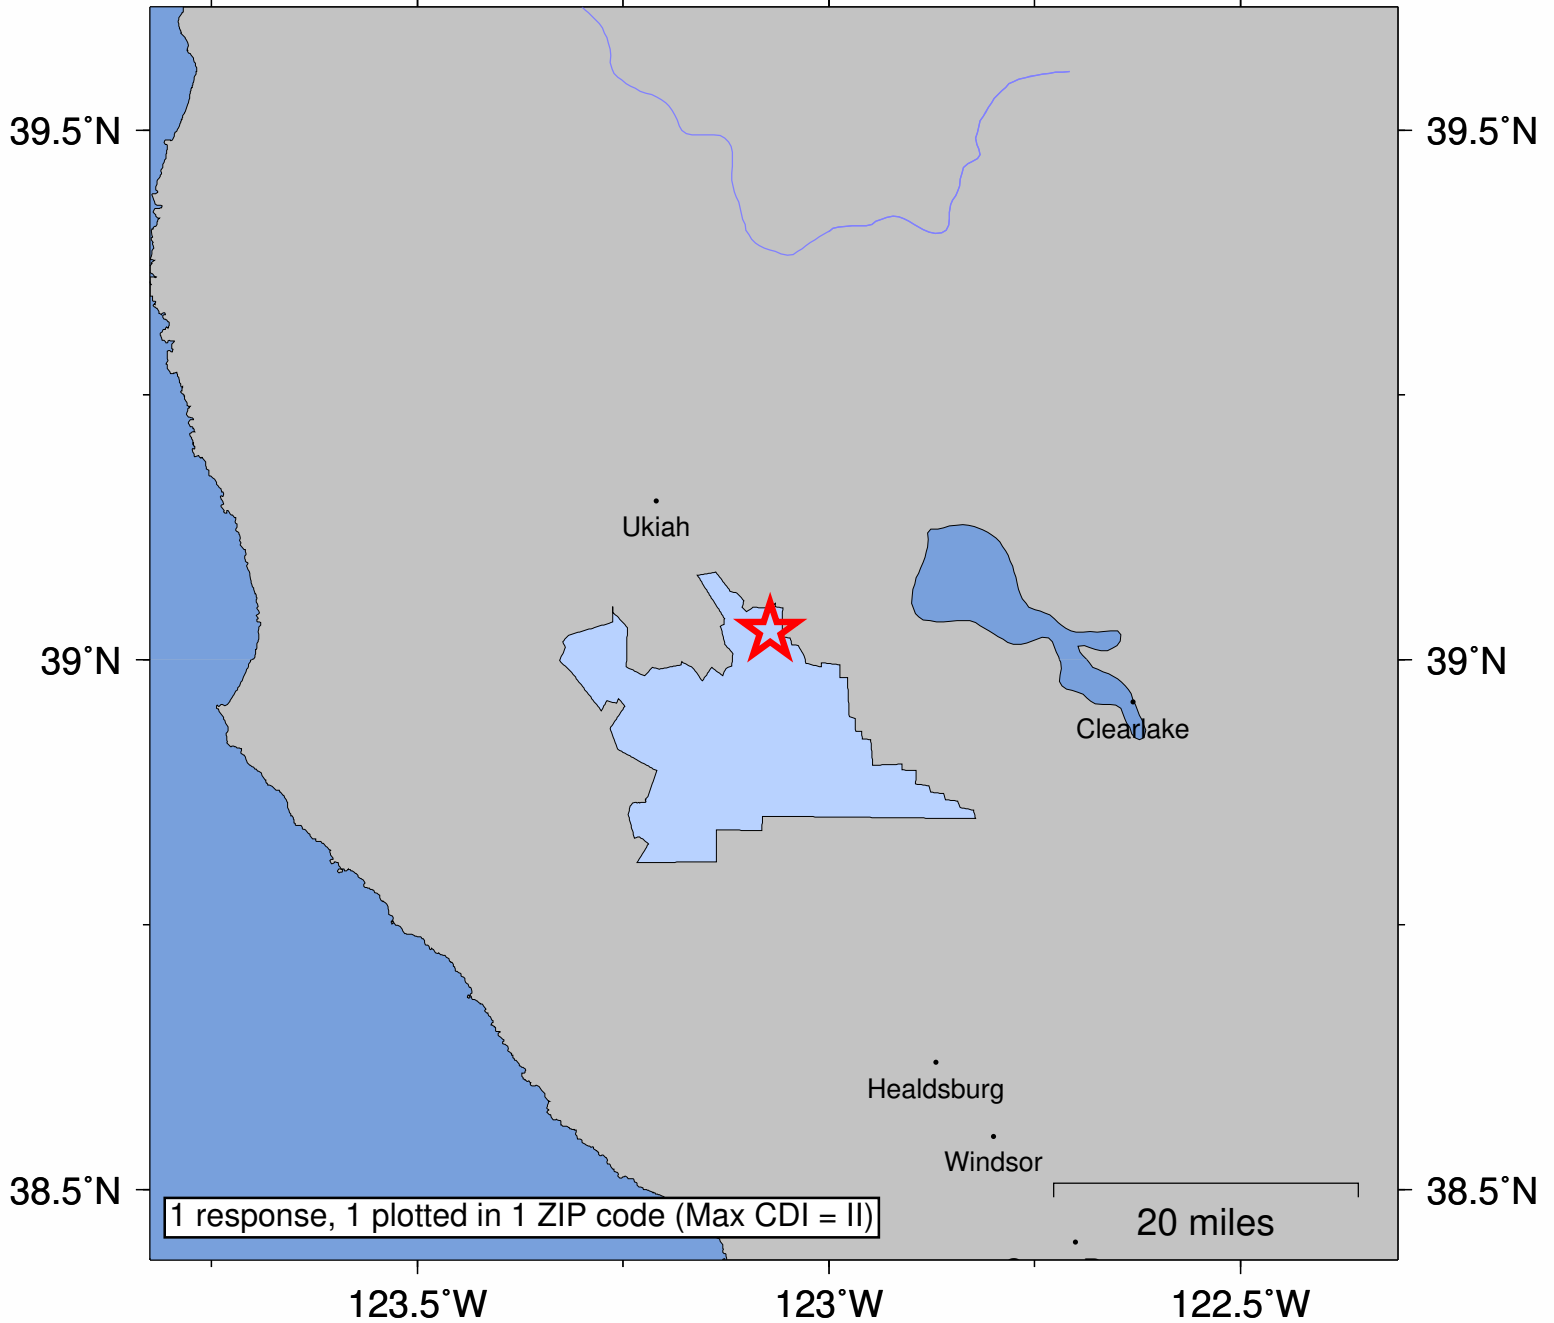 39.5˚N
39.5˚N
Ukiah
39˚N
39˚N
Clearlake
Healdsburg
Windsor
38.5˚N
38.5˚N
1 response, 1 plotted in 1 ZIP code (Max CDI = II)
20 miles
123.5˚W
123˚W
122.5˚W